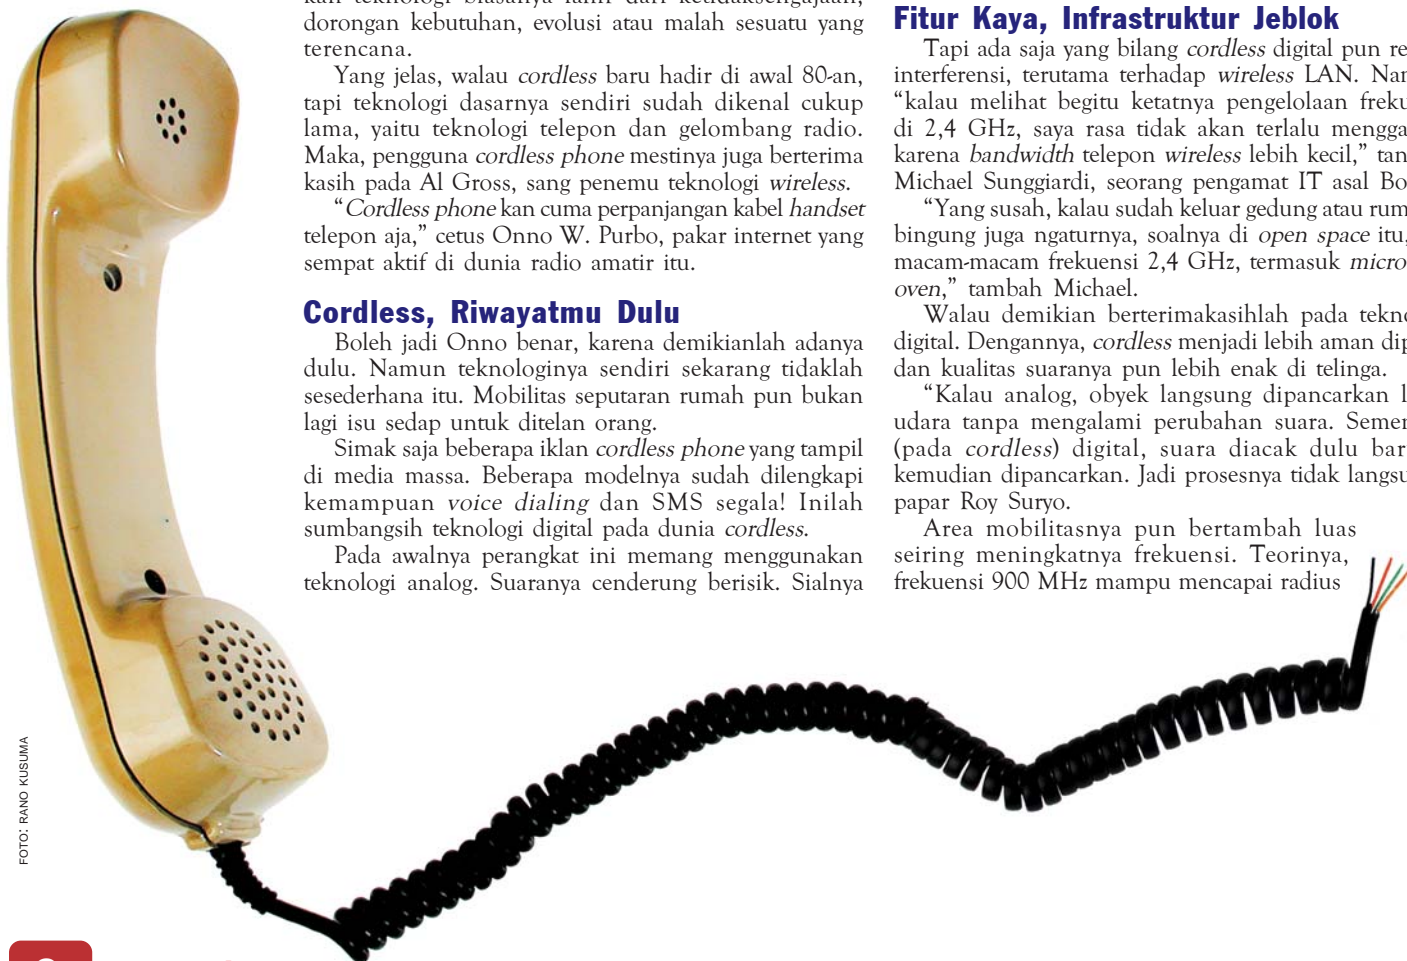 dorongan kebutuhan, evolusi atau malah sesuatu yang
terencana.
Yang jelas, walau cordless baru hadir di awal 80-an,
tapi teknologi dasarnya sendiri sudah dikenal cukup
lama, yaitu teknologi telepon dan gelombang radio.
Maka, pengguna cordless phone mestinya juga berterima
kasih pada Al Gross, sang penemu teknologi wireless.
“Cordless phone kan cuma perpanjangan kabel handset
telepon aja,” cetus Onno W. Purbo, pakar internet yang
sempat aktif di dunia radio amatir itu.
Cordless, Riwayatmu Dulu
Boleh jadi Onno benar, karena demikianlah adanya
dulu. Namun teknologinya sendiri sekarang tidaklah
sesederhana itu. Mobilitas seputaran rumah pun bukan
lagi isu sedap untuk ditelan orang.
Simak saja beberapa iklan cordless phone yang tampil
di media massa. Beberapa modelnya sudah dilengkapi
kemampuan voice dialing dan SMS segala! Inilah
sumbangsih teknologi digital pada dunia cordless.
Pada awalnya perangkat ini memang menggunakan
teknologi analog. Suaranya cenderung berisik. Sialnya
Fitur Kaya, Infrastruktur Jeblok
Tapi ada saja yang bilang cordless digital pun re
interferensi, terutama terhadap wireless LAN. Nar
“kalau melihat begitu ketatnya pengelolaan freku
di 2,4 GHz, saya rasa tidak akan terlalu mengga
karena bandwidth telepon wireless lebih kecil,” tan
Michael Sunggiardi, seorang pengamat IT asal Bo
“Yang susah, kalau sudah keluar gedung atau rum
bingung juga ngaturnya, soalnya di open space itu,
macam-macam frekuensi 2,4 GHz, termasuk micro
oven,” tambah Michael.
Walau demikian berterimakasihlah pada tekno
digital. Dengannya, cordless menjadi lebih aman dip
dan kualitas suaranya pun lebih enak di telinga.
“Kalau analog, obyek langsung dipancarkan l
udara tanpa mengalami perubahan suara. Semen
(pada cordless) digital, suara diacak dulu bar
kemudian dipancarkan. Jadi prosesnya tidak langsu
papar Roy Suryo.
Area mobilitasnya pun bertambah luas
seiring meningkatnya frekuensi. Teorinya,
frekuensi 900 MHz mampu mencapai radius
FOTO: RANO KUSUMA